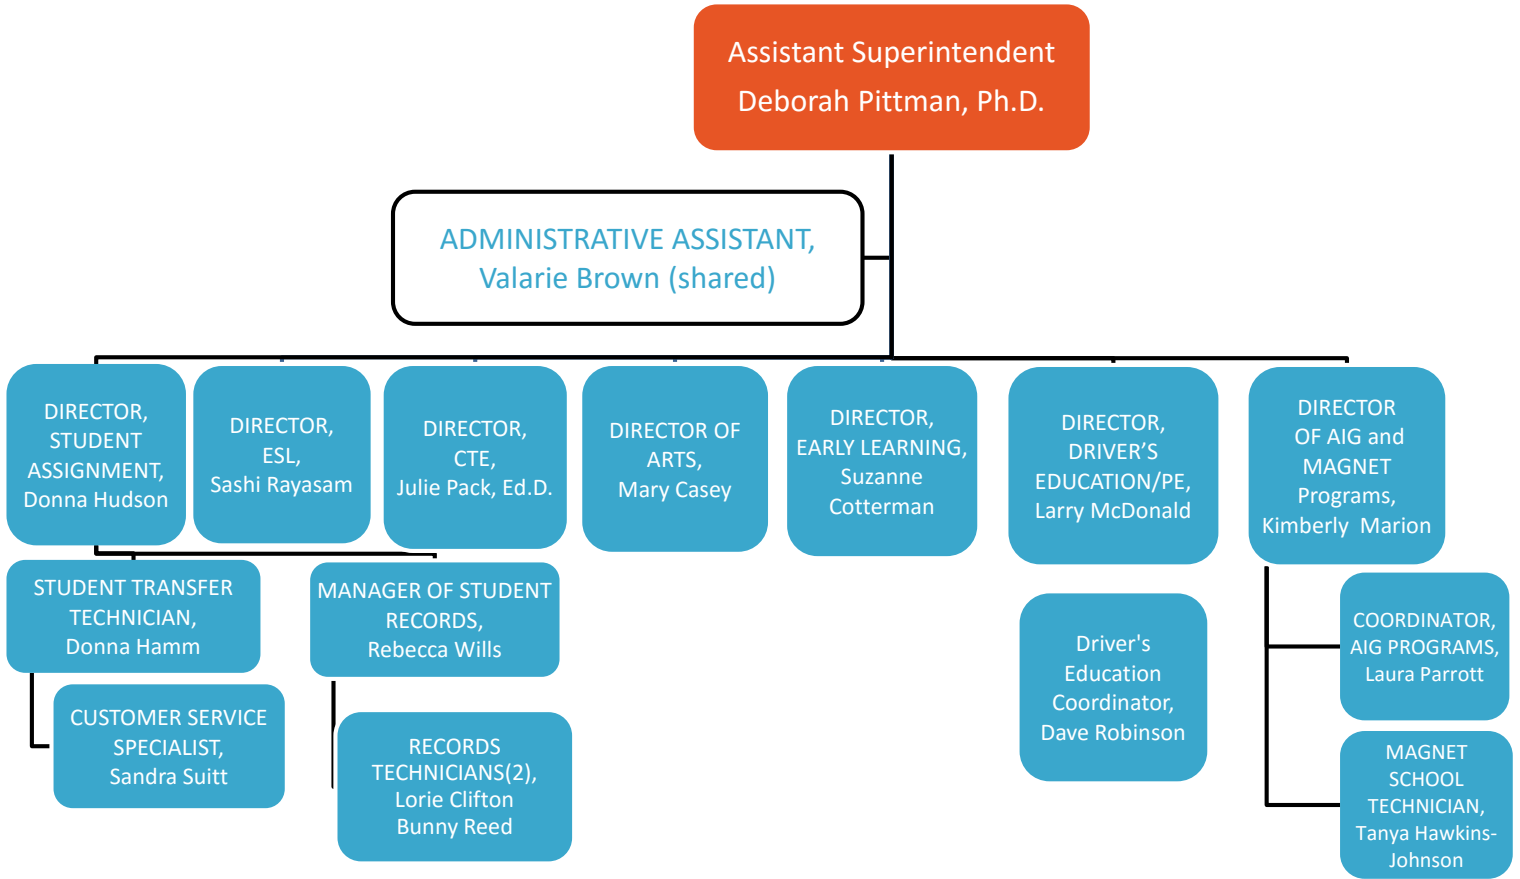 Assistant Superintendent
Deborah Pittman, Ph.D.
ADMINISTRATIVE ASSISTANT,
Valarie Brown (shared)
DIRECTOR,
STUDENT
ASSIGNMENT,
Donna Hudson
DIRECTOR,
ESL,
Sashi Rayasam
DIRECTOR,
CTE,
Julie Pack, Ed.D.
DIRECTOR OF
ARTS,
Mary Casey
DIRECTOR,
EARLY LEARNING,
Suzanne
Cotterman
DIRECTOR,
DRIVER’S
EDUCATION/PE,
Larry McDonald
DIRECTOR
OF AIG and
MAGNET
Programs,
Kimberly  Marion
STUDENT TRANSFER
TECHNICIAN,
Donna Hamm
MANAGER OF STUDENT
RECORDS,
Rebecca Wills
Driver's
Education
Coordinator,
Dave Robinson
COORDINATOR,
AIG PROGRAMS,
Laura Parrott
CUSTOMER SERVICE
SPECIALIST,
Sandra Suitt
RECORDS
TECHNICIANS(2),
Lorie Clifton
Bunny Reed
MAGNET
SCHOOL
TECHNICIAN,
Tanya Hawkins-
Johnson